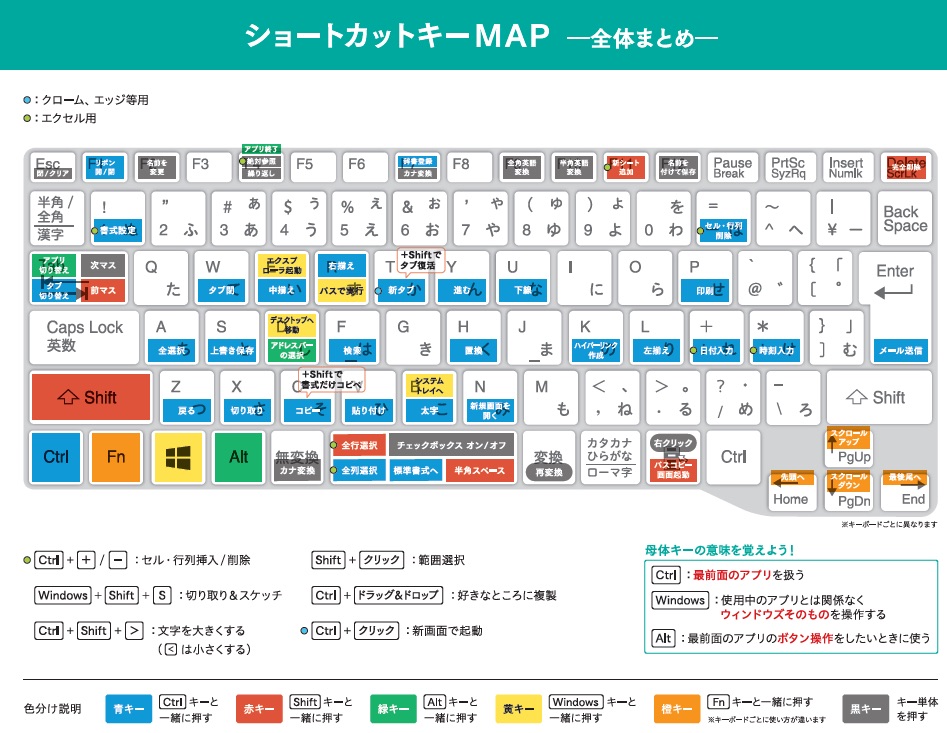 ショートカットキーMAP ―全体まとめ―
：クローム、エッジ等用
：エクセル用
アプリ終了
Esc 閉/クリア
リボン 開/閉
名前を 変更
F3
絶対参照 繰り返し
F5
F6
辞書登録 カナ変換
F8
全角英語 変換
半角英語 変換
新シート 追加
名前を 付けて保存
Pause Break
PrtSc SyzRq
Insert Numlk
Delete ScrLk 完全削除
半角/ 全角 漢字
! 書式設定
" 2 ふ
# あ 3 あ
$ う 4 う
% え 5 え
& お 6 お
' や 7 や
( ゆ 8 ゆ
) よ 9 よ
を 0 わ
= セル・行列 削除
～ ^ へ
| ¥ ー
Back Space
アプリ 切り替え
タブ 切り替え
次マス
前マス
Q た
W タブ閉
エクスプ ローラ起動
中揃え
右揃え
パスで実行
+Shiftで タブ復活
T 新タブ
Y 進む
U 下線
I に
O ら
P 印刷
` @ ゛
{ 「 [ °
Enter
Caps Lock 英数
A 全選択
S 上書き保存
デスクトップへ 移動
アドレスバー の選択
F 検索 は
G き
H 置換 く
J ま
K ハイパーリンク 作成
L 左揃え
+ 日付入力
* 時刻入力
} 」 ] む
メール送信
Shift
Z 戻る つ
X 切り取り
+Shiftで 書式だけコピペ
コピー そ
貼り付け
システム トレイへ
太字 こ
N 新規画面を 開く
M も
< 、 , ね
> 。 . る
? ・ / め
_ \ ろ
Shift
Ctrl
Fn
Alt
無変換 カナ変換
全行選択
チェックボックス オン/オフ
全列選択
標準書式へ
半角スペース
変換 再変換
カタカナ ひらがな ローマ字
右クリック
パスコピー 画面起動
Ctrl
スクロール アップ PgUp
先頭へ Home
スクロール ダウン PgDn
最後尾へ End
※キーボードごとに異なります
Ctrl + + / − ：セル・行列挿入/削除
Shift + クリック ：範囲選択
Windows + Shift + S ：切り取り＆スケッチ
Ctrl + ドラッグ&ドロップ ：好きなところに複製
Ctrl + Shift + > ：文字を大きくする
（ < は小さくする）
Ctrl + クリック ：新画面で起動
母体キーの意味を覚えよう！
Ctrl ：最前面のアプリを扱う
Windows ：使用中のアプリとは関係なく
ウィンドウズそのものを操作する
Alt ：最前面のアプリのボタン操作をしたいときに使う
色分け説明
青キー Ctrl キーと 一緒に押す
赤キー Shift キーと 一緒に押す
緑キー Alt キーと 一緒に押す
黄キー Windows キーと 一緒に押す
橙キー Fn キーと一緒に押す
※キーボードごとに使い方が違います
黒キー キー単体 を押す